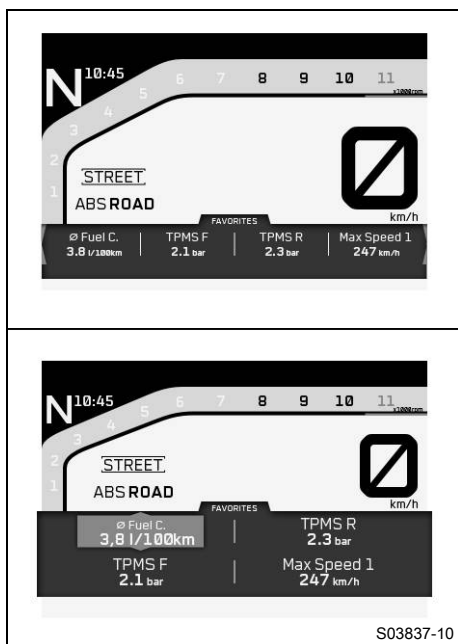 N 10:45
1 2 3 4 5 6 7 8 9 10 11
x1000rpm
STREET
ABS ROAD
0
km/h
FAVORITES
Ø Fuel C. TPMS F TPMS R Max Speed 1
3.8 l/100km 2.1 bar 2.3 bar 247 km/h
N 10:45
1 2 3 4 5 6 7 8 9 10 11
x1000rpm
STREET
ABS ROAD
0
km/h
FAVORITES
Ø Fuel C. TPMS R
3,8 l/100km 2.3 bar
TPMS F Max Speed 1
2.1 bar 247 km/h
S03837-10